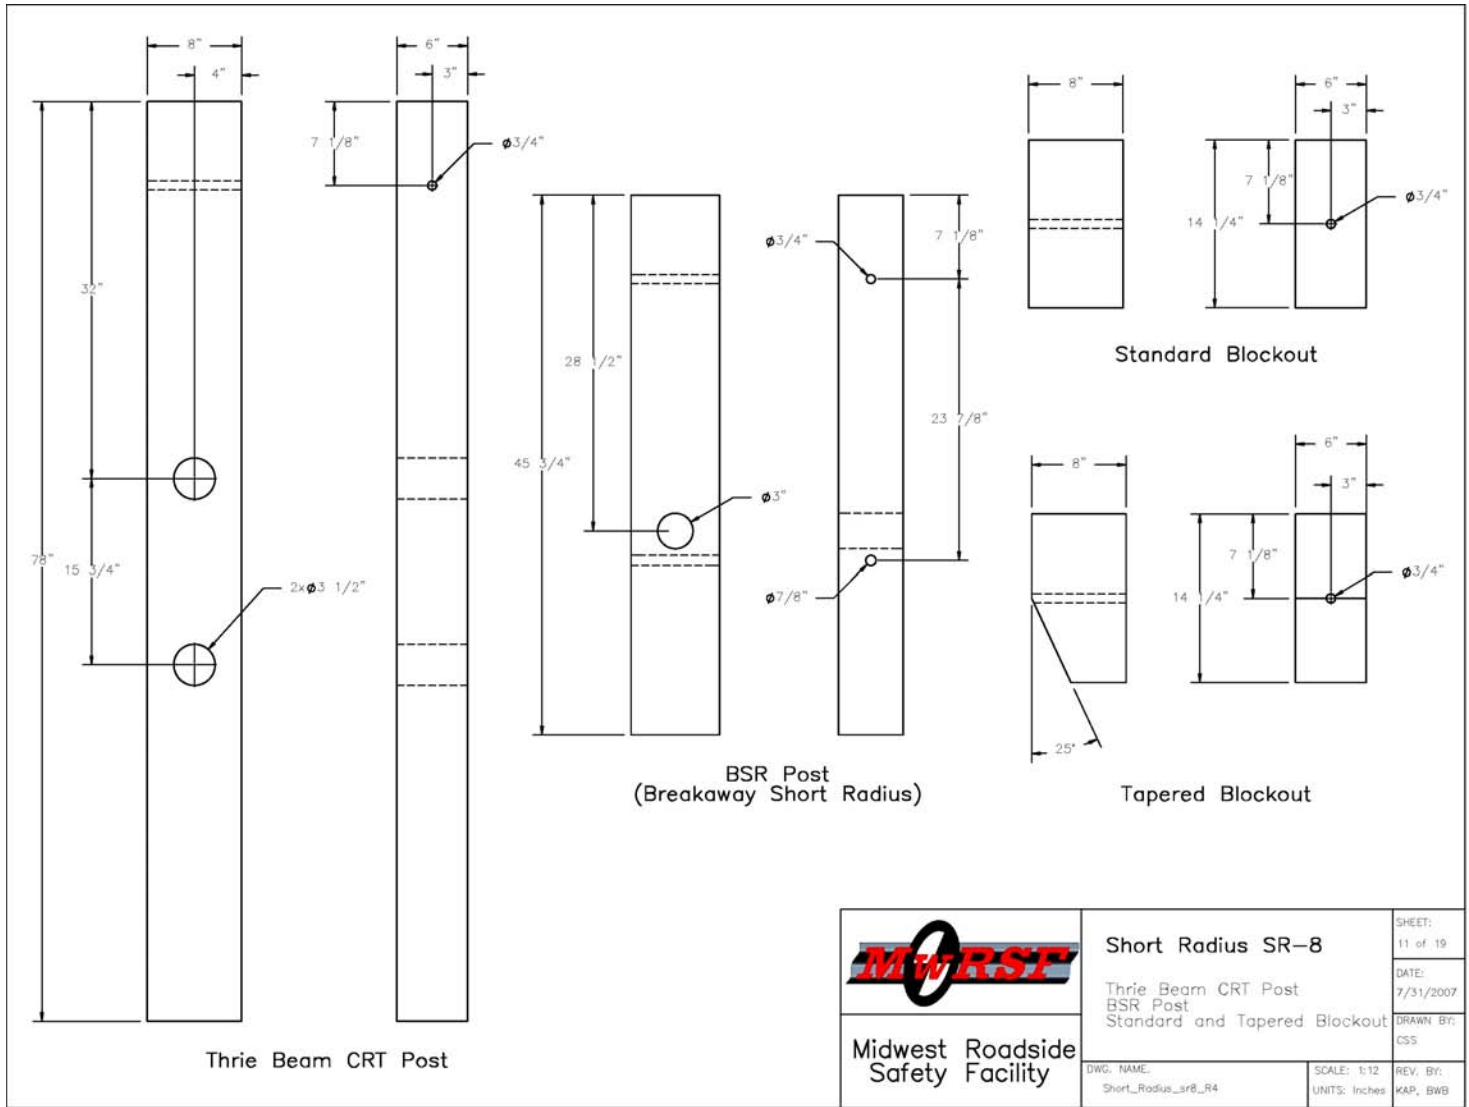 8"
4"
32"
78"
15 3/4"
2xø3 1/2"
6"
3"
7 1/8"
ø3/4"
Thrie Beam CRT Post
45 3/4"
28 1/2"
ø3"
ø3/4"
7 1/8"
23 7/8"
ø7/8"
BSR Post
(Breakaway Short Radius)
8"
6"
3"
7 1/8"
14 1/4"
ø3/4"
Standard Blockout
8"
6"
3"
7 1/8"
14 1/4"
ø3/4"
25°
Tapered Blockout
MwRSF
Midwest Roadside
Safety Facility
Short Radius SR-8
Thrie Beam CRT Post
BSR Post
Standard and Tapered Blockout
DWG. NAME.
Short_Radius_sr8_R4
SCALE: 1:12
UNITS: Inches
SHEET:
11 of 19
DATE:
7/31/2007
DRAWN BY:
CSS
REV. BY:
KAP, BWB